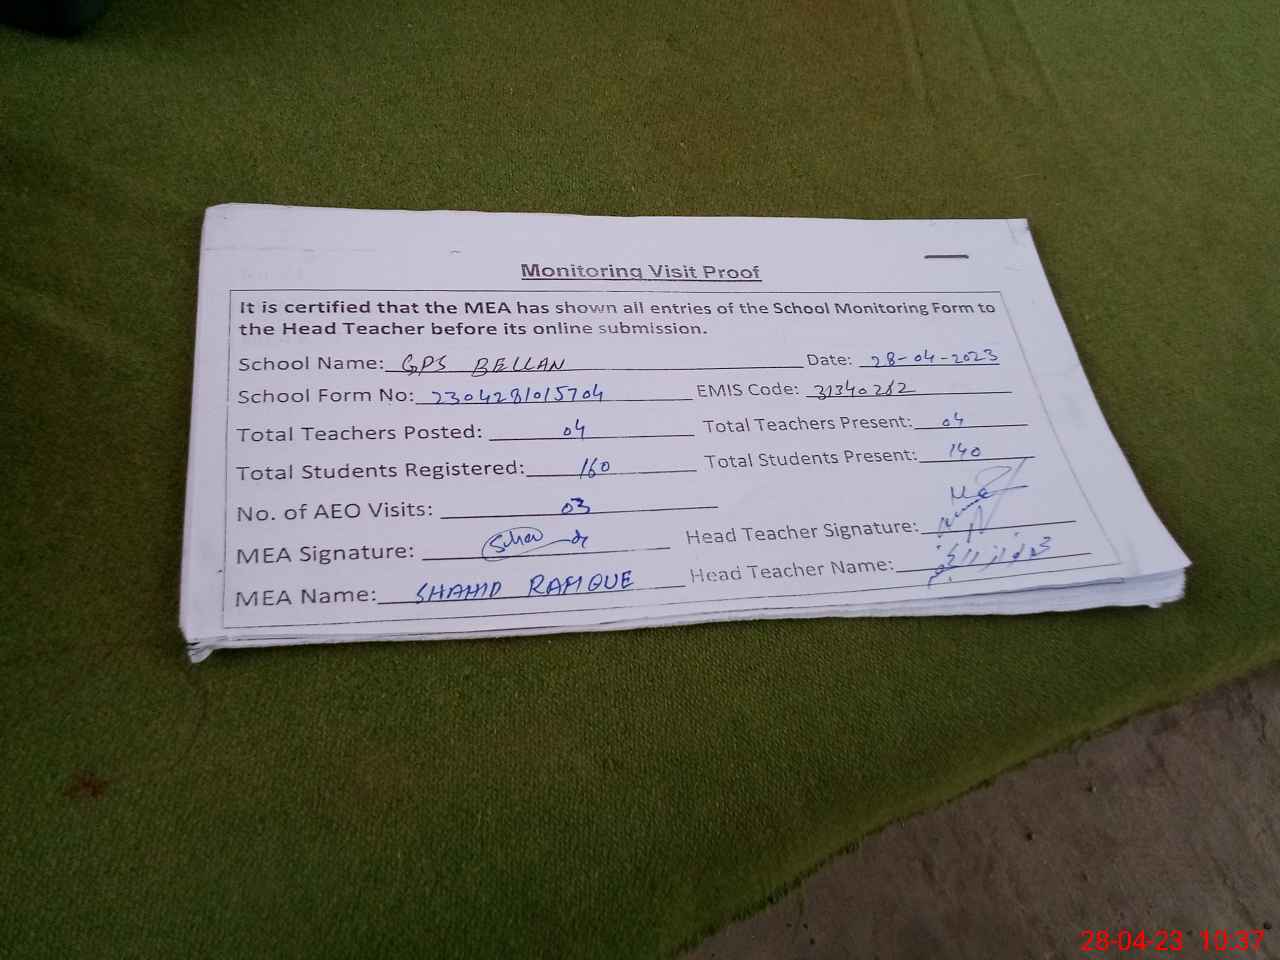 Monitoring Visit Proof
It is certified that the MEA has shown all entries of the School Monitoring Form to
the Head Teacher before its online submission.
School Name: GPS BELLAN Date: 28-04-2023
School Form No: 2304281015704 EMIS Code: 31340262
Total Teachers Posted: 04 Total Teachers Present: 04
Total Students Registered: 160 Total Students Present: 140
No. of AEO Visits: 03
MEA Signature: Head Teacher Signature:
MEA Name: SHAHID RAFIQUE Head Teacher Name:
28-04-23 10:37